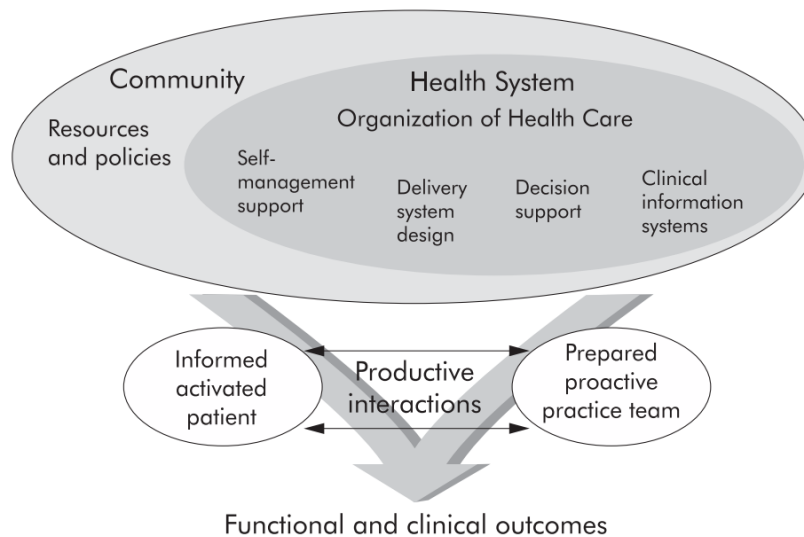 Community
Resources
and policies
Health System
Organization of Health Care
Self-
management
support
Delivery
system
design
Decision
support
Clinical
information
systems
Informed
activated
patient
Productive
interactions
Prepared
proactive
practice team
Functional and clinical outcomes